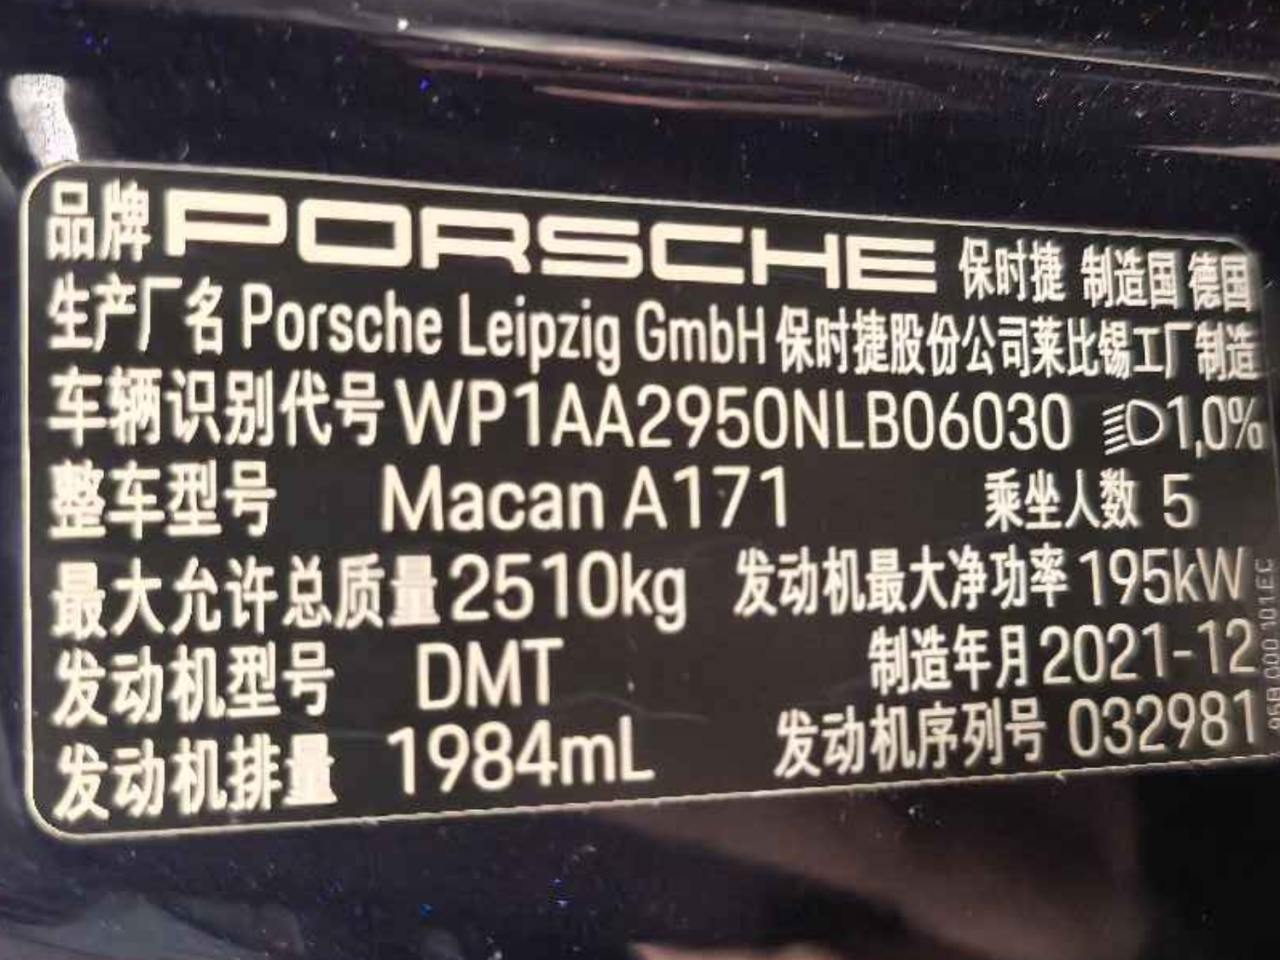 品牌 PORSCHE 保时捷 制造国 德国
生产厂名 Porsche Leipzig GmbH 保时捷股份公司莱比锡工厂制造
车辆识别代号 WP1AA2950NLB06030 1,0%
整车型号 Macan A171 乘坐人数 5
最大允许总质量 2510kg 发动机最大净功率 195kW
发动机型号 DMT 制造年月 2021-12
发动机排量 1984mL 发动机序列号 032981